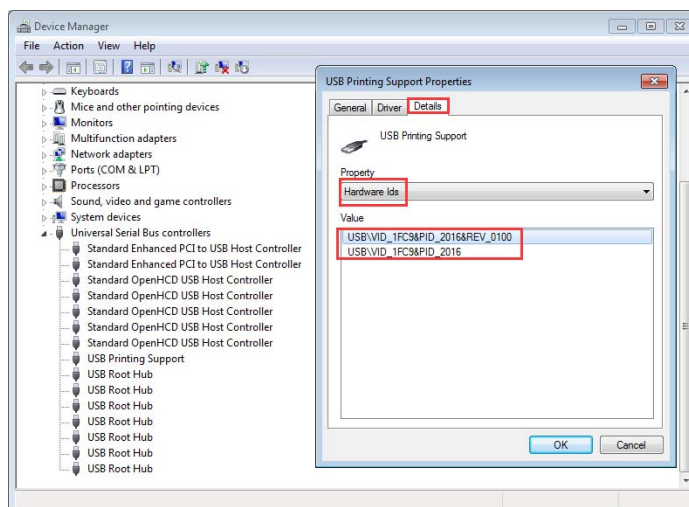 Device Manager
File Action View Help
Keyboards
Mice and other pointing devices
Monitors
Multifunction adapters
Network adapters
Ports (COM & LPT)
Processors
Sound, video and game controllers
System devices
Universal Serial Bus controllers
Standard Enhanced PCI to USB Host Controller
Standard Enhanced PCI to USB Host Controller
Standard OpenHCD USB Host Controller
Standard OpenHCD USB Host Controller
Standard OpenHCD USB Host Controller
Standard OpenHCD USB Host Controller
Standard OpenHCD USB Host Controller
USB Printing Support
USB Root Hub
USB Root Hub
USB Root Hub
USB Root Hub
USB Root Hub
USB Root Hub
USB Root Hub
USB Printing Support Properties
General Driver Details
USB Printing Support
Property
Hardware Ids
Value
USB\VID_1FC9&PID_2016&REV_0100
USB\VID_1FC9&PID_2016
OK Cancel